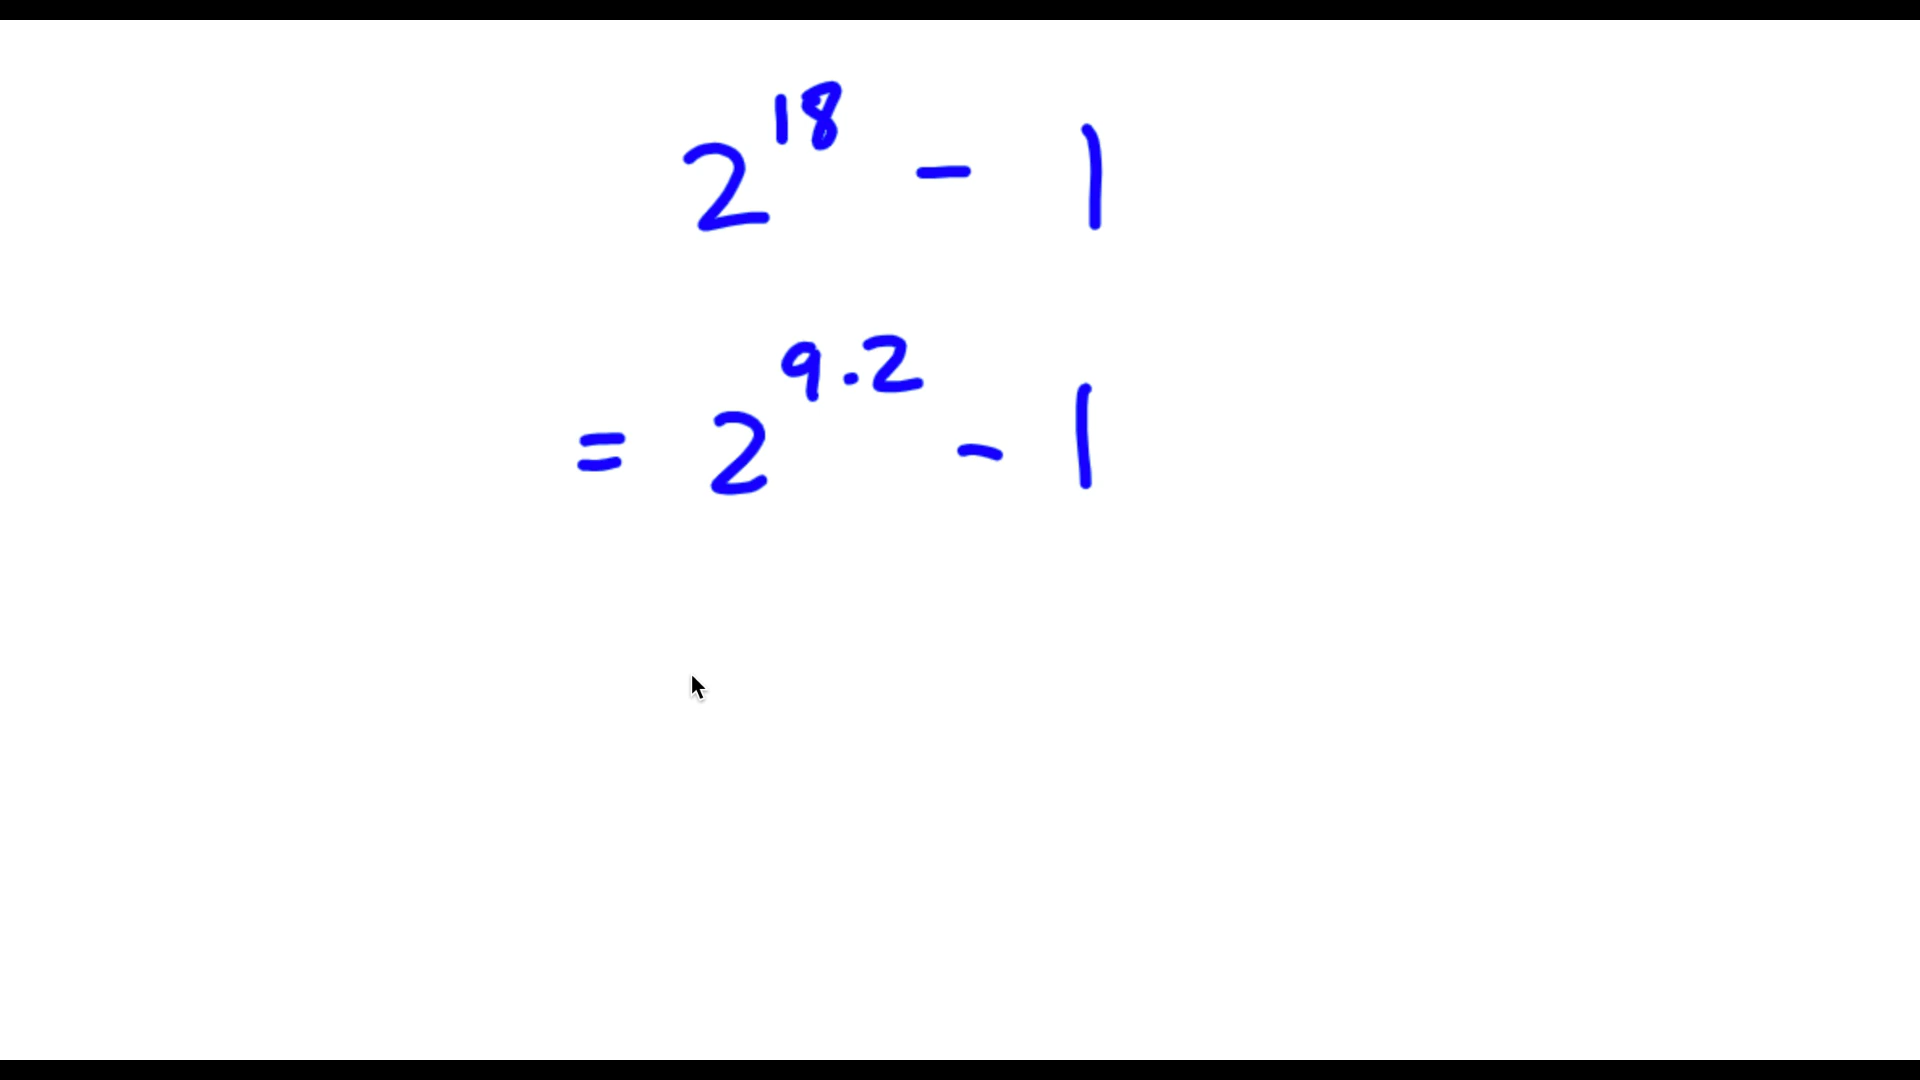 2^18 - 1
= 2^9.2 - 1